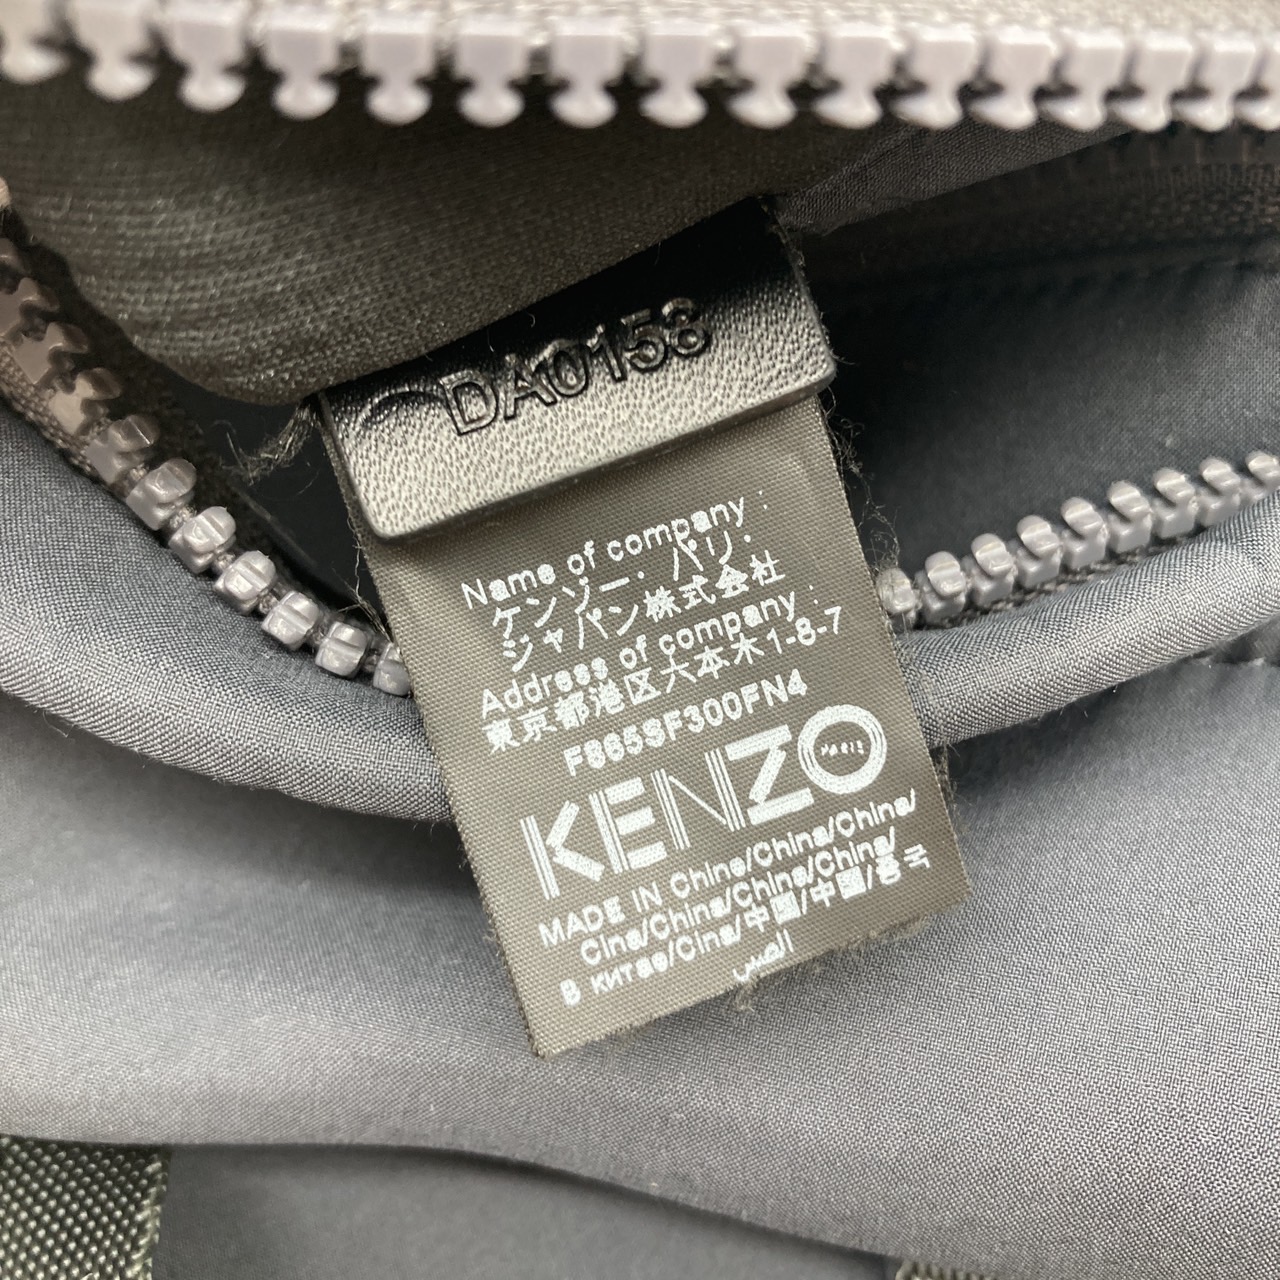 DA0158
Name of company :
ケンゾー・パリ・
ジャパン株式会社
Address of company :
東京都港区六本木1-8-7
F865SF300FN4
KENZO
PARIS
MADE IN China/China/China/
Cina/China/China/China/
В китае/Cina/中国/中國/중국
الصين